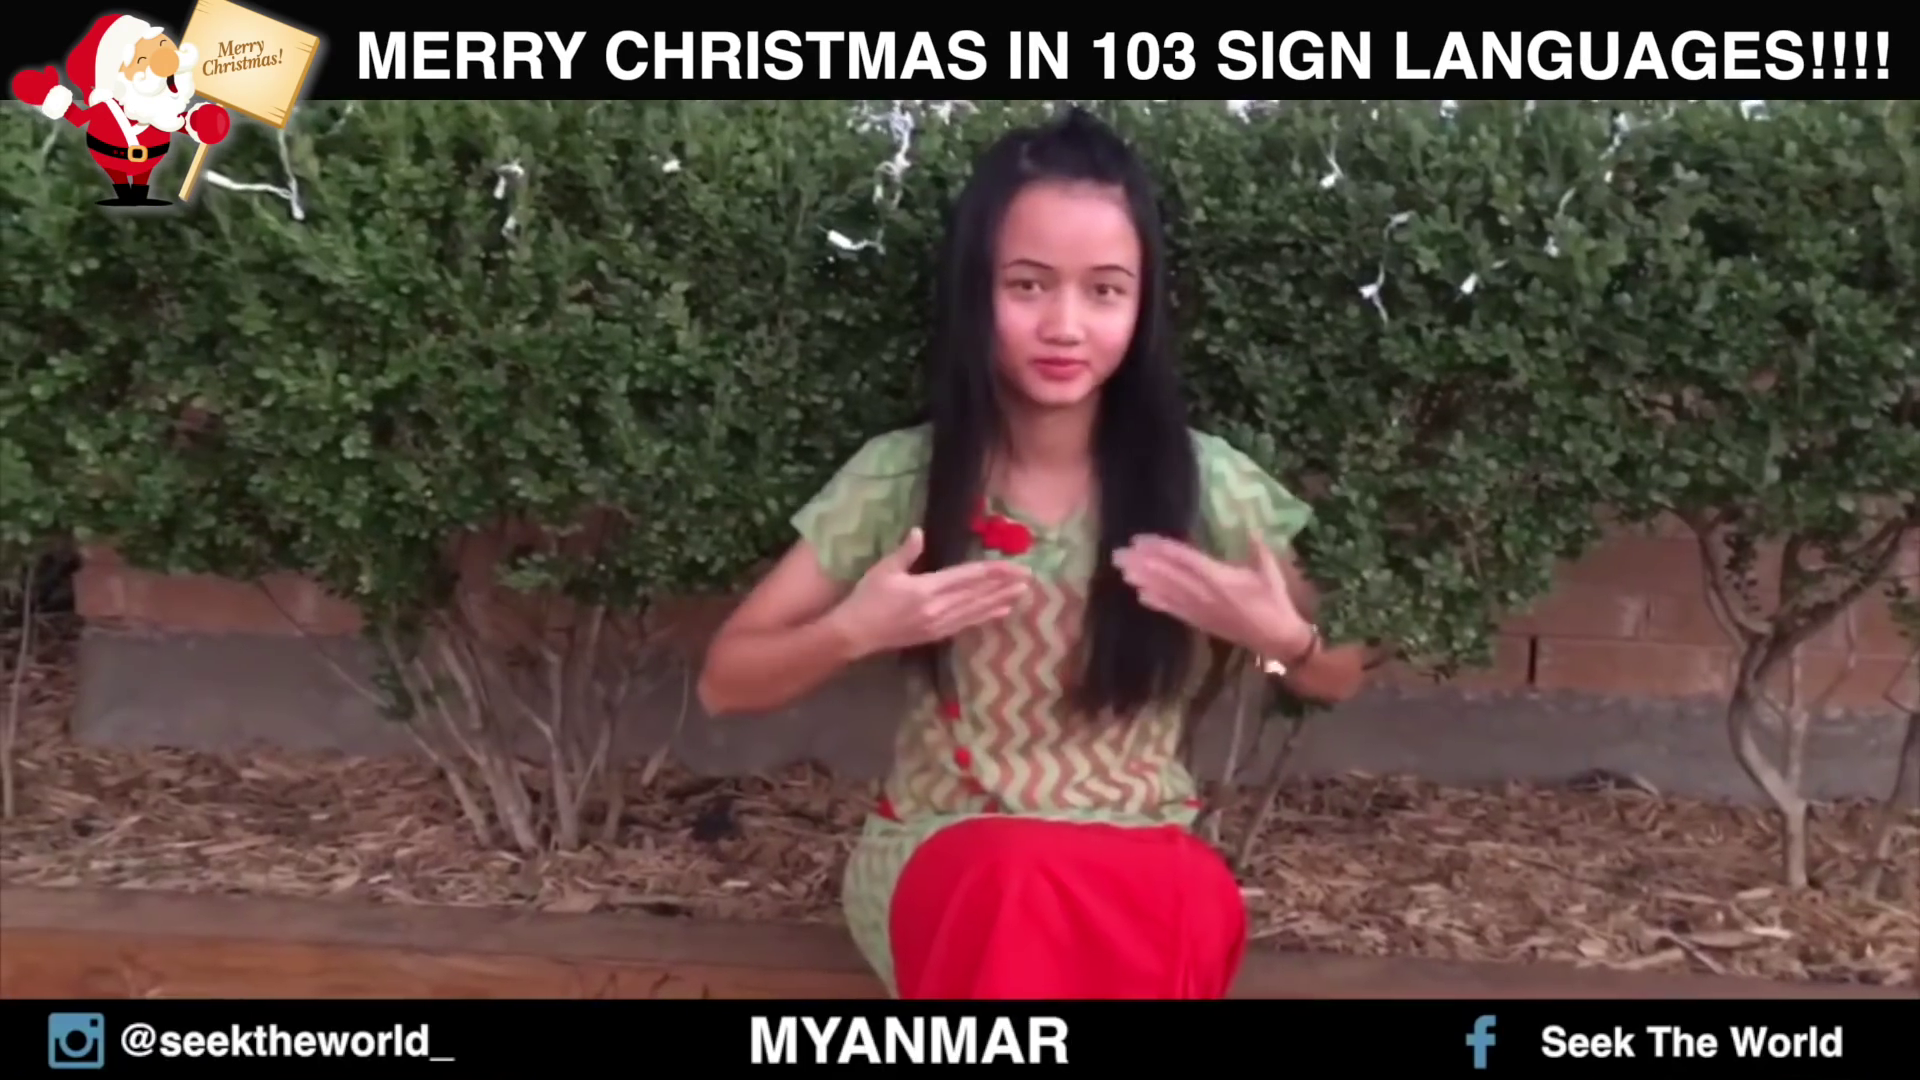 Merry
Christmas!
MERRY CHRISTMAS IN 103 SIGN LANGUAGES!!!!
@seektheworld_
MYANMAR
Seek The World